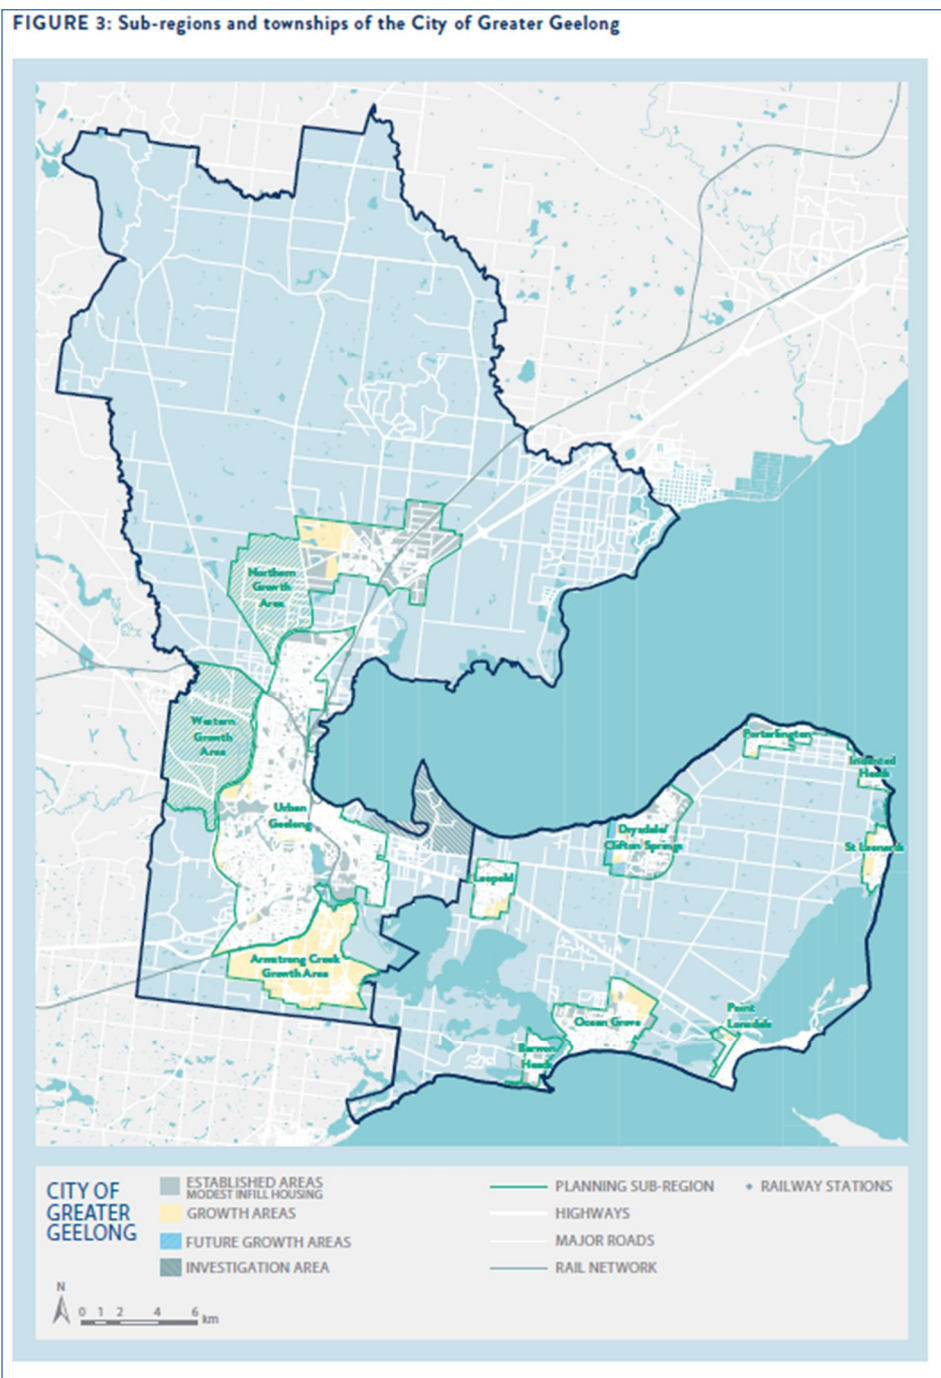 FIGURE 3: Sub-regions and townships of the City of Greater Geelong
Northern
Growth
Area
Western
Growth
Area
Urban
Geelong
Armstrong Creek
Growth Area
Leopold
Drysdale/
Clifton Springs
Portarlington
Indented
Heads
St Leonards
Point
Lonsdale
Ocean Grove
Barwon
Heads
CITY OF
GREATER
GEELONG
ESTABLISHED AREAS
MODEST INFILL HOUSING
GROWTH AREAS
FUTURE GROWTH AREAS
INVESTIGATION AREA
PLANNING SUB-REGION
HIGHWAYS
MAJOR ROADS
RAIL NETWORK
RAILWAY STATIONS
N
0 1 2 4 6 km